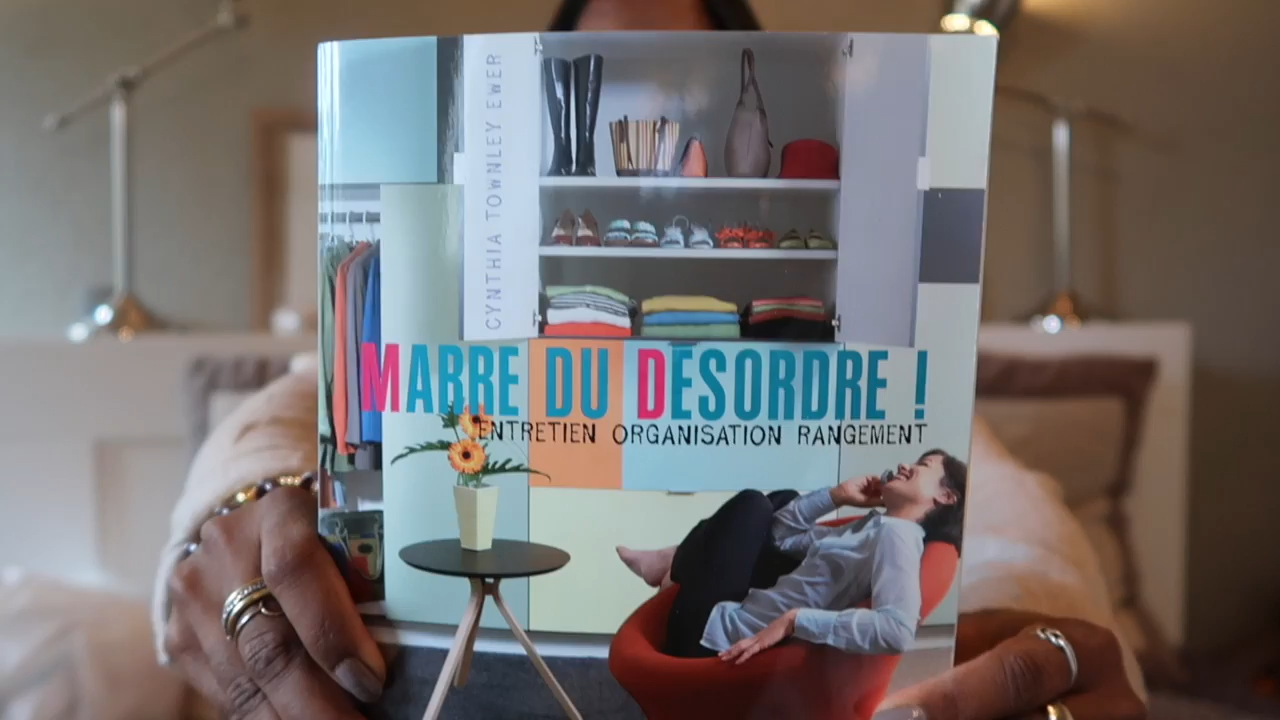 CYNTHIA TOWNLEY EWER
MARRE DU DÉSORDRE !
ENTRETIEN ORGANISATION RANGEMENT